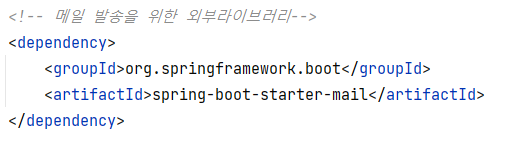 <!-- 메일 발송을 위한 외부라이브러리-->
<dependency>
    <groupId>org.springframework.boot</groupId>
    <artifactId>spring-boot-starter-mail</artifactId>
</dependency>